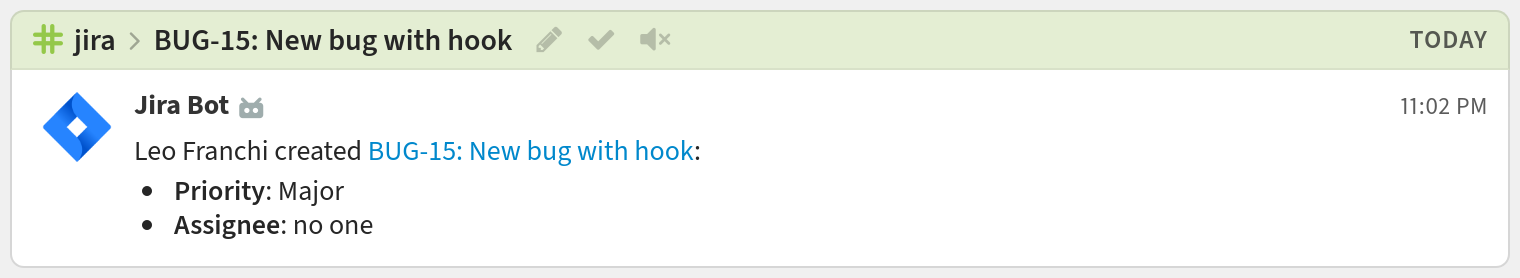 jira > BUG-15: New bug with hook TODAY
Jira Bot 11:02 PM
Leo Franchi created BUG-15: New bug with hook:
• Priority: Major
• Assignee: no one